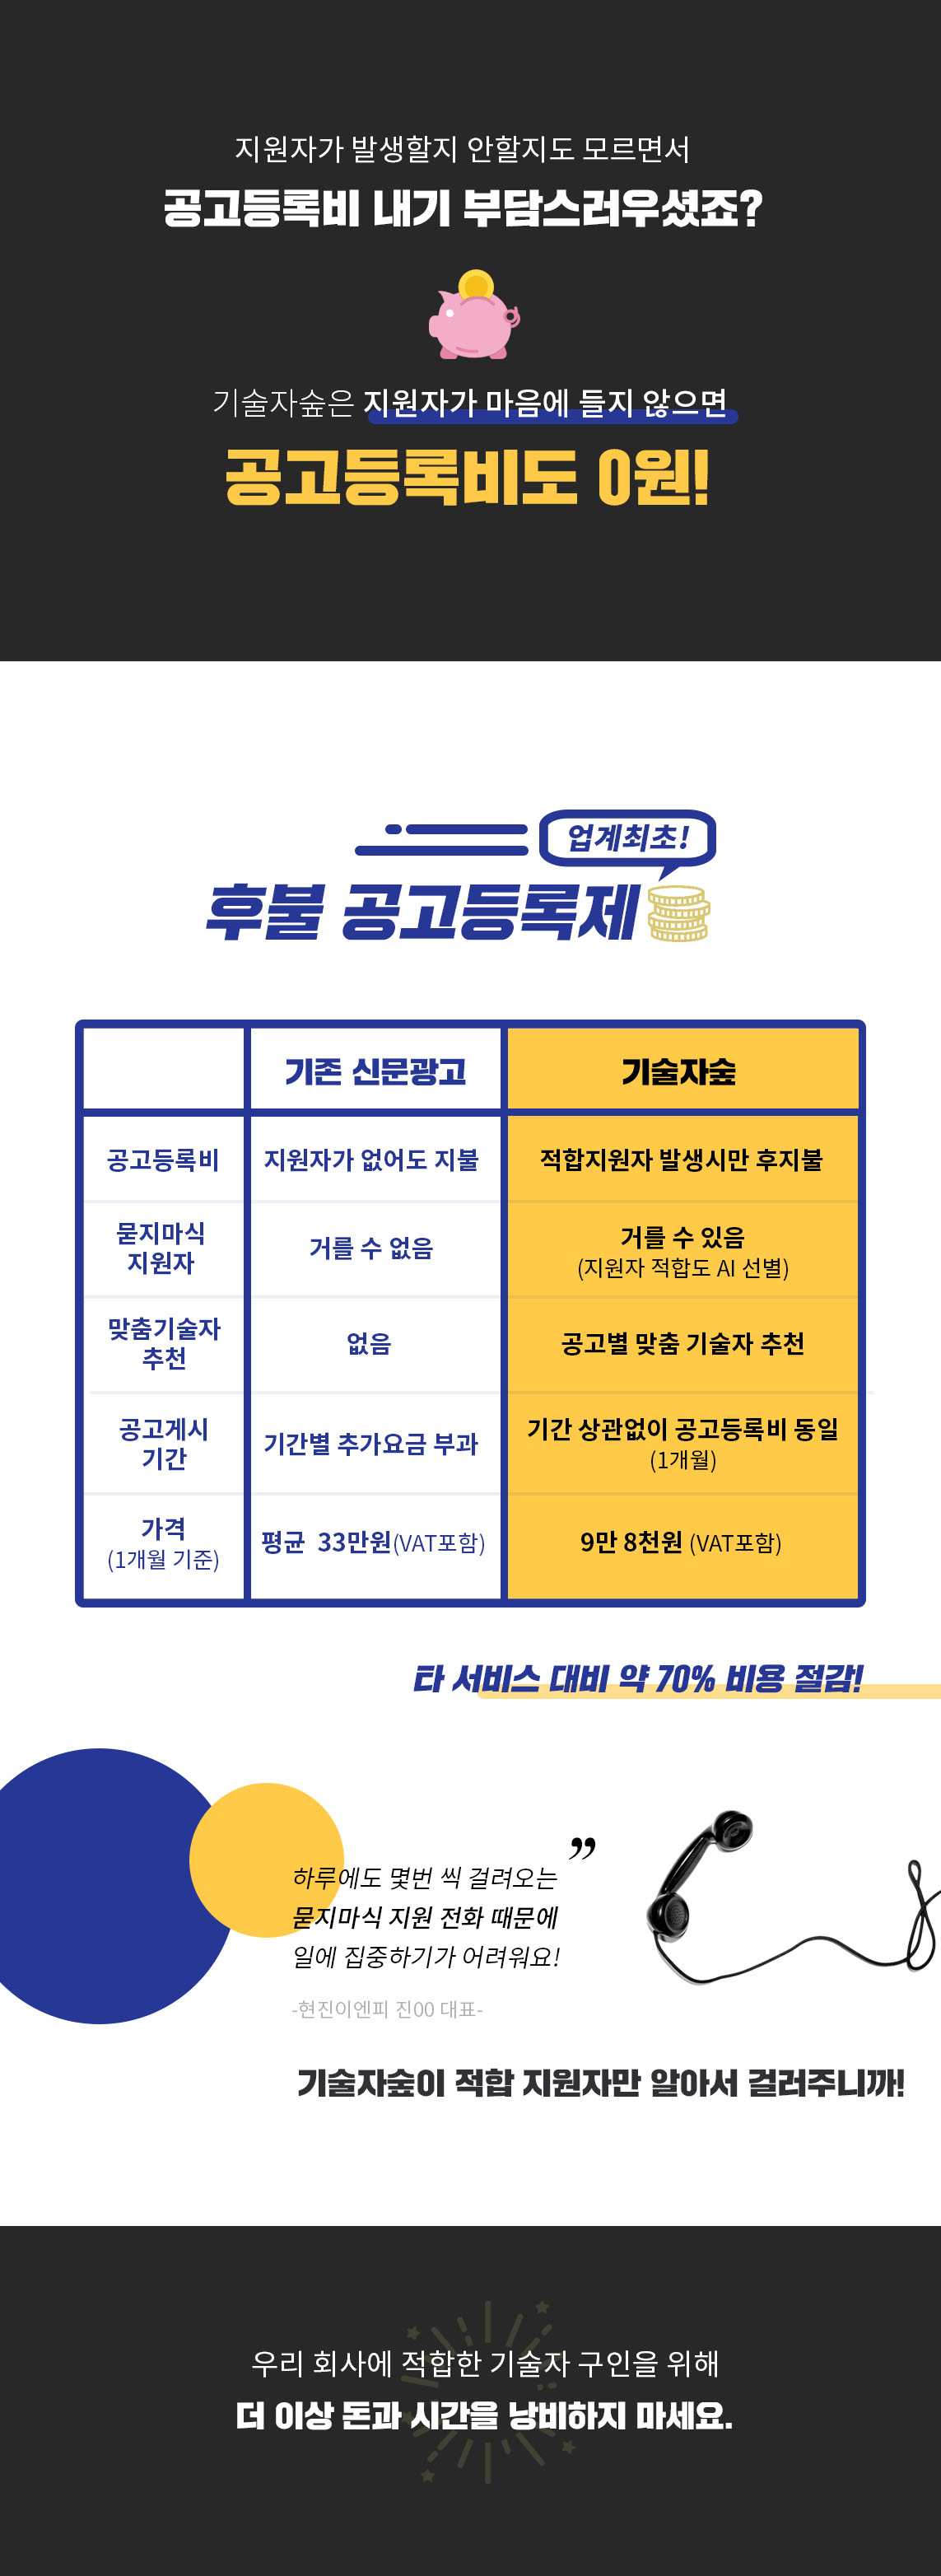 지원자가 발생할지 안할지도 모르면서
공고등록비 내기 부담스러우셨죠?
기술자숲은 지원자가 마음에 들지 않으면
공고등록비도 0원!
업계최초!
후불 공고등록제
기존 신문광고
기술자숲
공고등록비
지원자가 없어도 지불
적합지원자 발생시만 후지불
묻지마식
지원자
거를 수 없음
거를 수 있음
(지원자 적합도 AI 선별)
맞춤기술자
추천
없음
공고별 맞춤 기술자 추천
공고게시
기간
기간별 추가요금 부과
기간 상관없이 공고등록비 동일
(1개월)
가격
(1개월 기준)
평균 33만원(VAT포함)
9만 8천원 (VAT포함)
타 서비스 대비 약 70% 비용 절감!
”
하루에도 몇번 씩 걸려오는
묻지마식 지원 전화 때문에
일에 집중하기가 어려워요!
-현진이엔피 진00 대표-
기술자숲이 적합 지원자만 알아서 걸러주니까!
우리 회사에 적합한 기술자 구인을 위해
더 이상 돈과 시간을 낭비하지 마세요.